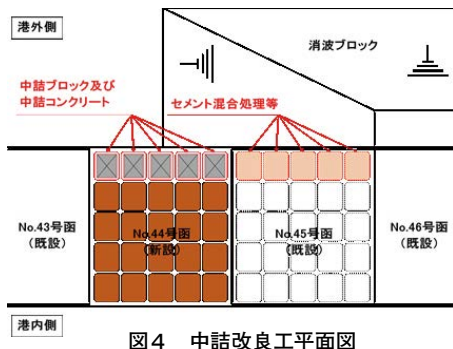 港外側
消波ブロック
中詰ブロック及び
中詰コンクリート
セメント混合処理等
No.43号函
(既設)
No.44号函
(新設)
No.45号函
(既設)
No.46号函
(既設)
港内側
図4 中詰改良工平面図